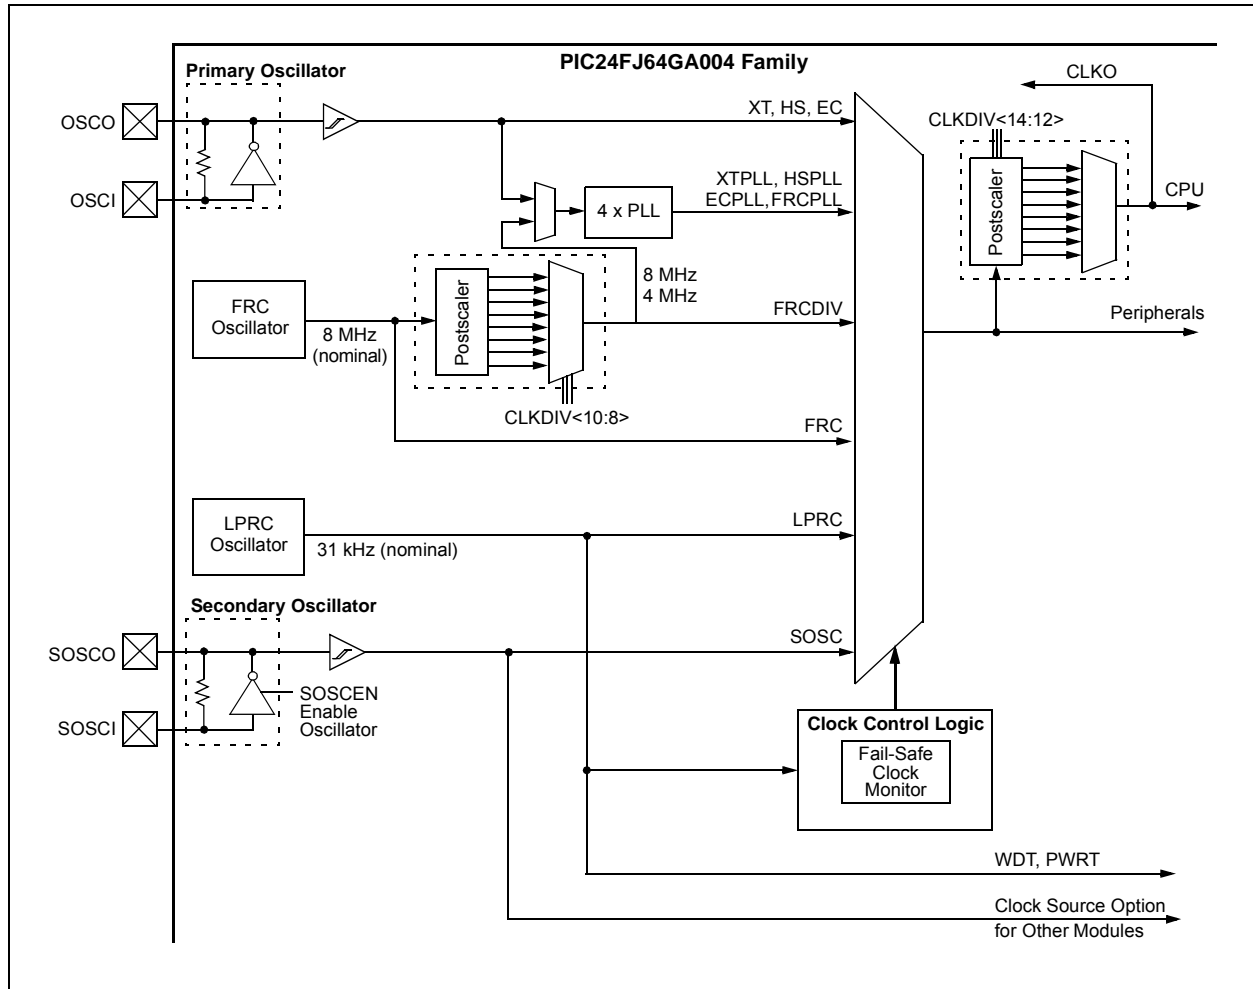 PIC24FJ64GA004 Family
Primary Oscillator
OSCO
OSCI
XT, HS, EC
XTPLL, HSPLL
ECPLL,FRCPLL
4 x PLL
CLKO
CLKDIV<14:12>
Postscaler
CPU
Peripherals
FRC
Oscillator
8 MHz
(nominal)
Postscaler
CLKDIV<10:8>
8 MHz
4 MHz
FRCDIV
FRC
LPRC
Oscillator
31 kHz (nominal)
LPRC
Secondary Oscillator
SOSCO
SOSCI
SOSCEN
Enable
Oscillator
SOSC
Clock Control Logic
Fail-Safe
Clock
Monitor
WDT, PWRT
Clock Source Option
for Other Modules